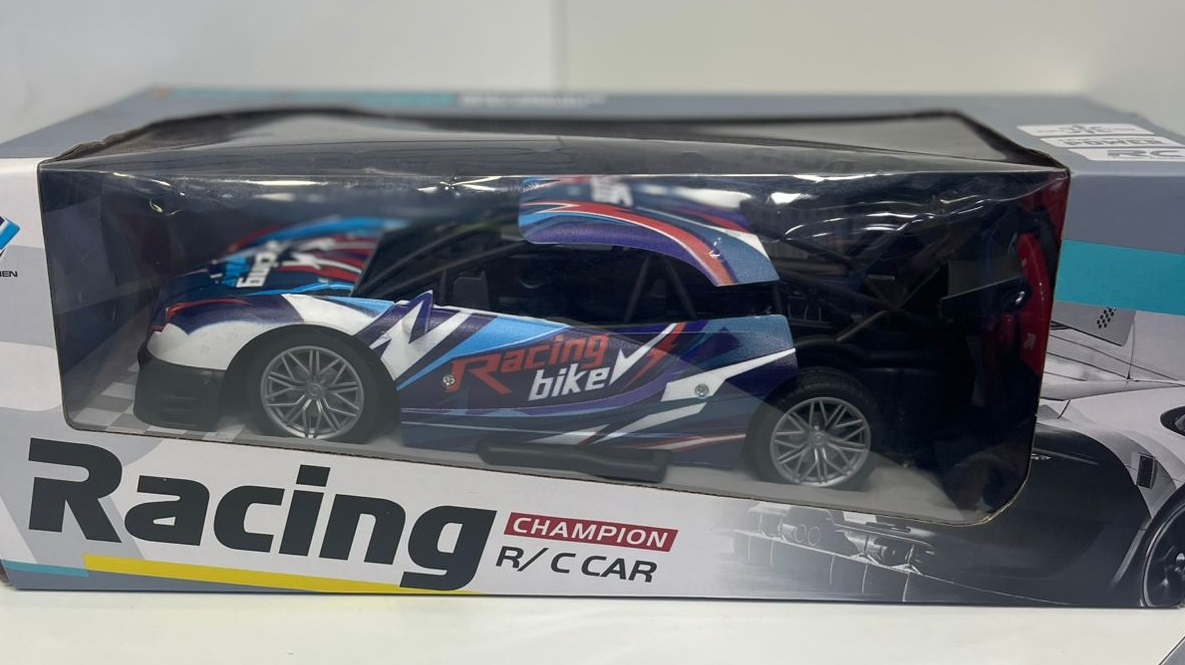 Racing
bike
Racing
CHAMPION
R/C CAR